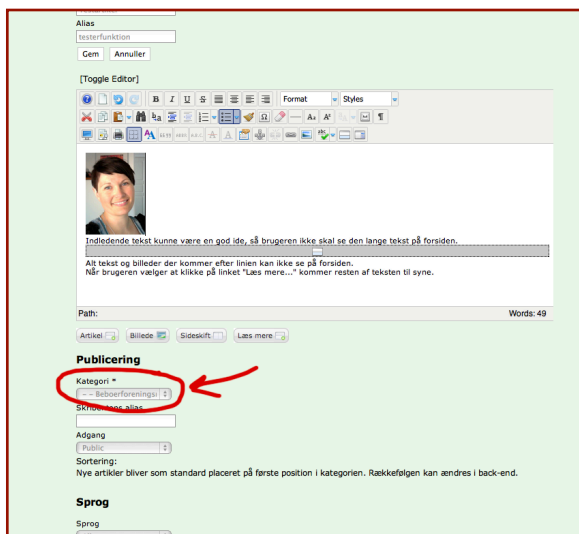 Alias
testerfunktion
Gem Annuller
[Toggle Editor]
Format Styles
Indledende tekst kunne være en god ide, så brugeren ikke skal se den lange tekst på forsiden.
Alt tekst og billeder der kommer efter linien kan ikke se på forsiden.
Når brugeren vælger at klikke på linket "Læs mere..." kommer resten af teksten til syne.
Path: Words: 49
Artikel Billede Sideskift Læs mere
Publicering
Kategori *
- - Beboerforenings
Skribentens alias
Adgang
Public
Sortering:
Nye artikler bliver som standard placeret på første position i kategorien. Rækkefølgen kan ændres i back-end.
Sprog
Sprog